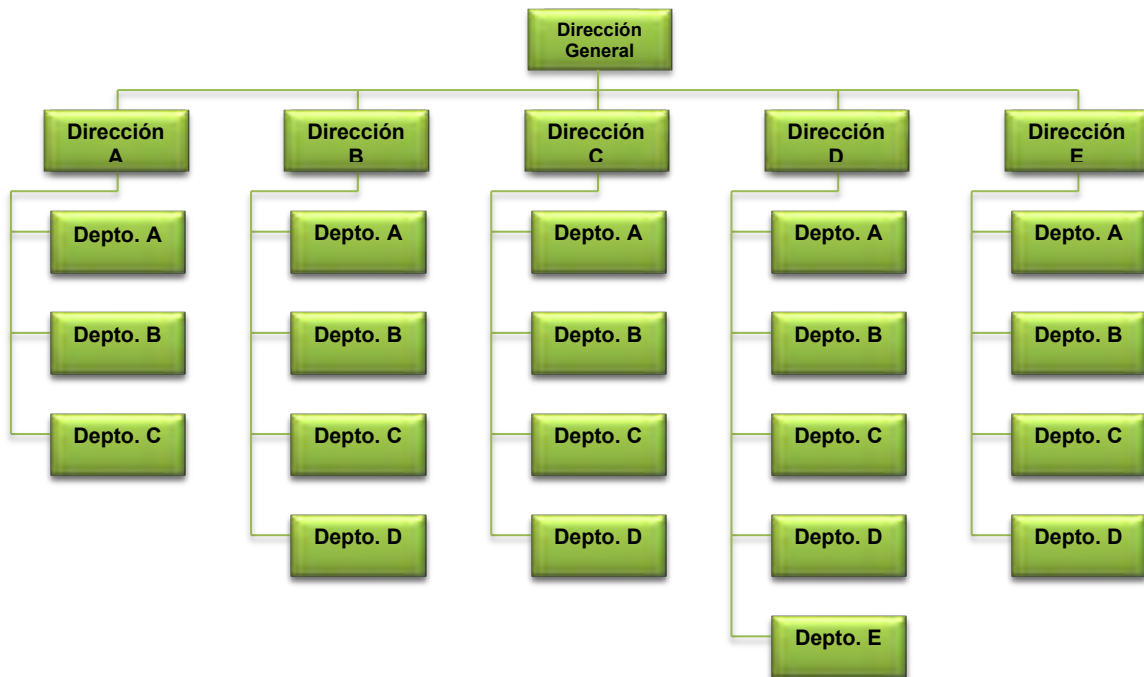 Dirección
General
Dirección
A
Dirección
B
Dirección
C
Dirección
D
Dirección
E
Depto. A
Depto. B
Depto. C
Depto. A
Depto. B
Depto. C
Depto. D
Depto. A
Depto. B
Depto. C
Depto. D
Depto. A
Depto. B
Depto. C
Depto. D
Depto. E
Depto. A
Depto. B
Depto. C
Depto. D